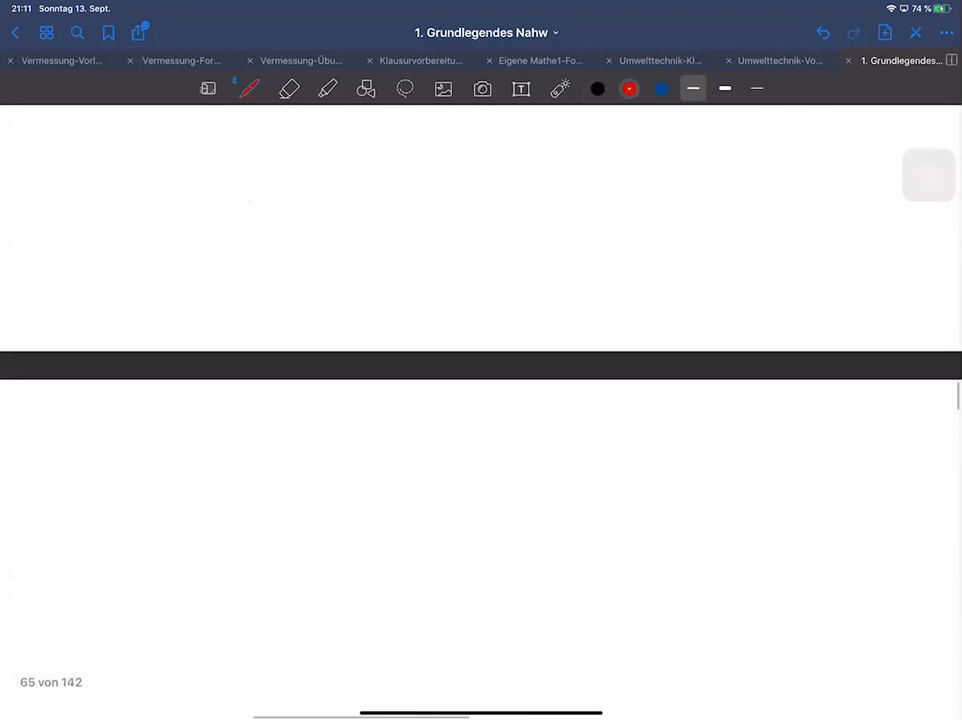 21:11 Sonntag 13. Sept. 74 %
1. Grundlegendes Nahw
Vermessung-Vorl... Vermessung-For... Vermessung-Übu... Klausurvorbereitu... Eigene Mathe1-Fo... Umwelttechnik-Kl... Umwelttechnik-Vo... 1. Grundlegendes...
65 von 142